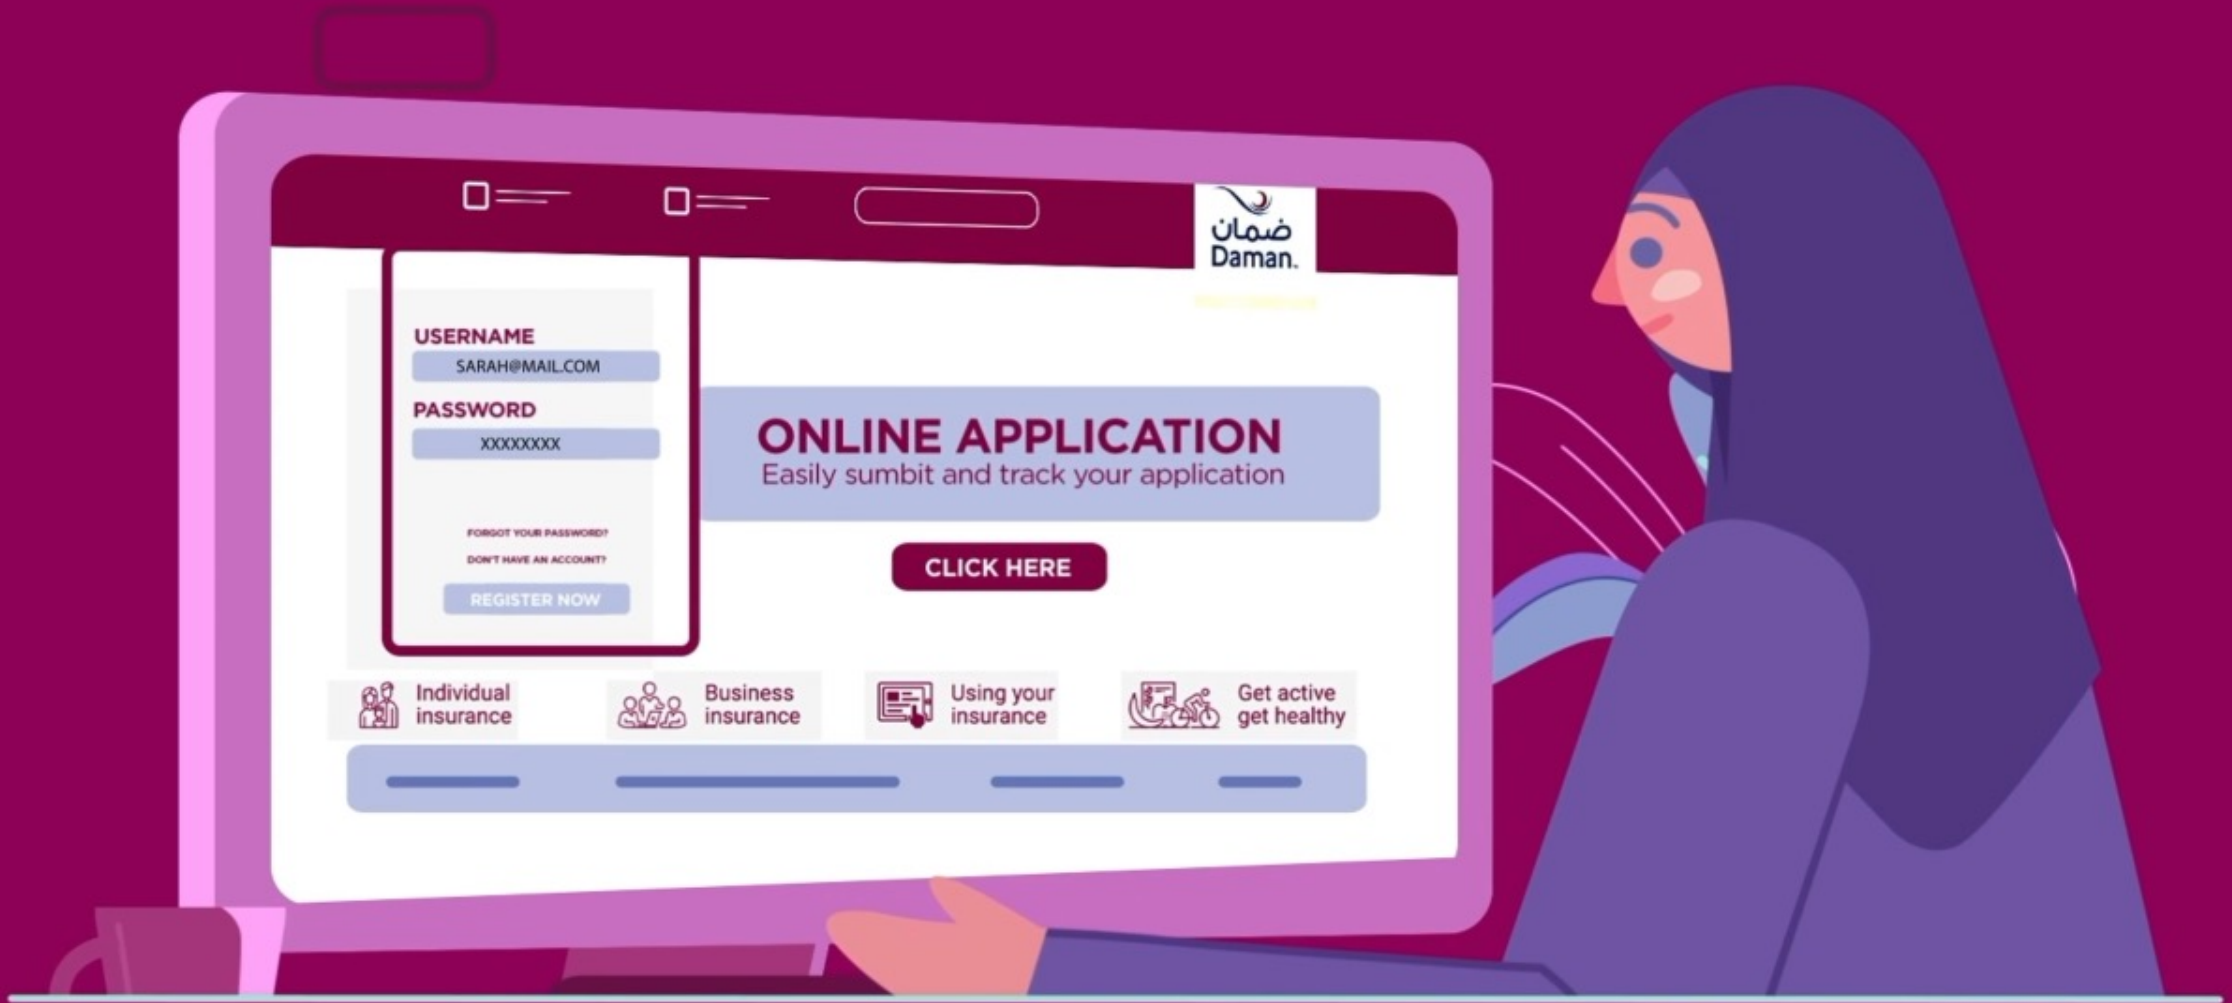 ضمان
Daman.
USERNAME
SARAH@MAIL.COM
PASSWORD
XXXXXXXX
FORGOT YOUR PASSWORD?
DON'T HAVE AN ACCOUNT?
REGISTER NOW
ONLINE APPLICATION
Easily sumbit and track your application
CLICK HERE
Individual
insurance
Business
insurance
Using your
insurance
Get active
get healthy